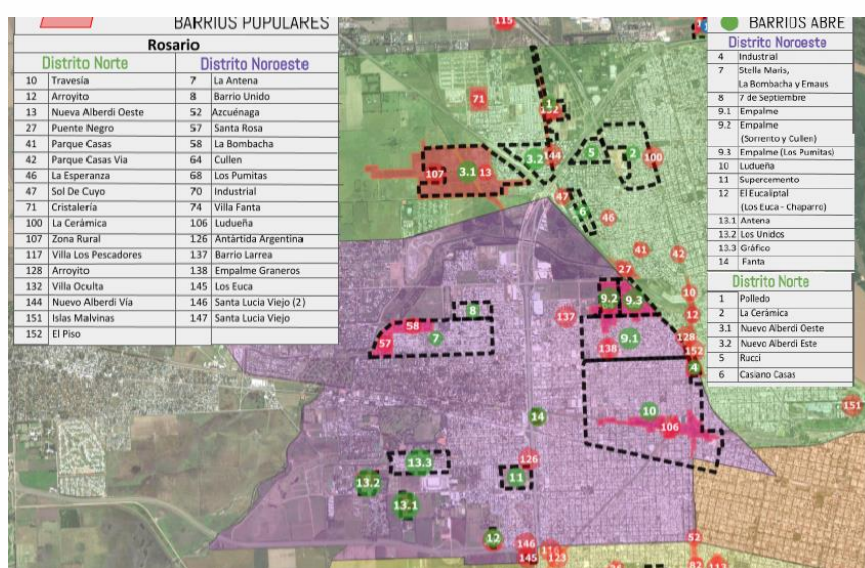 BARRIOS POPULARES
Rosario
Distrito Norte
10 Travesía
12 Arroyito
13 Nueva Alberdi Oeste
27 Puente Negro
41 Parque Casas
42 Parque Casas Via
46 La Esperanza
47 Sol De Cuyo
71 Cristalería
100 La Cerámica
107 Zona Rural
117 Villa Los Pescadores
128 Arroyito
132 Villa Oculta
144 Nuevo Alberdi Vía
151 Islas Malvinas
152 El Piso
Distrito Noroeste
7 La Antena
8 Barrio Unido
52 Azcuénaga
57 Santa Rosa
58 La Bombacha
64 Cullen
68 Los Pumitas
70 Industrial
74 Villa Fanta
106 Ludueña
126 Antártida Argentina
137 Barrio Larrea
138 Empalme Graneros
145 Los Euca
146 Santa Lucia Viejo (2)
147 Santa Lucia Viejo
BARRIOS ABRE
Distrito Noroeste
4 Industrial
7 Stella Maris,
La Bombacha y Emaus
8 7 de Septiembre
9.1 Empalme
9.2 Empalme
(Sorrento y Cullen)
9.3 Empalme (Los Pumitas)
10 Ludueña
11 Supercemento
12 El Eucaliptal
(Los Euca - Chaparro)
13.1 Antena
13.2 Los Unidos
13.3 Gráfico
14 Fanta
Distrito Norte
1 Polledo
2 La Cerámica
3.1 Nuevo Alberdi Oeste
3.2 Nuevo Alberdi Este
5 Rucci
6 Casiano Casas
115
71
1
132
3.2
144
5
2
100
107
3.1
13
47
6
46
41
42
27
10
9.2
9.3
12
8
137
58
7
57
9.1
138
128
152
4
151
14
10
106
13.3
126
13.2
11
13.1
12
146
145
123
52
82